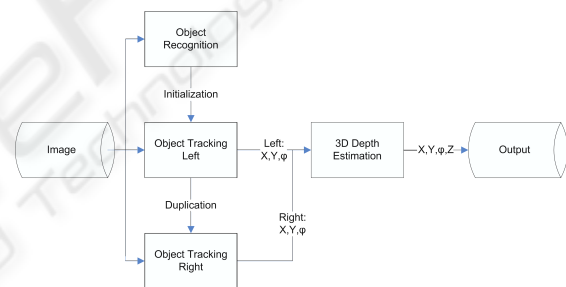 Object
Recognition
Initialization
Image
Object Tracking
Left
Left:
X,Y,φ
3D Depth
Estimation
X,Y,φ,Z
Output
Duplication
Right:
X,Y,φ
Object Tracking
Right